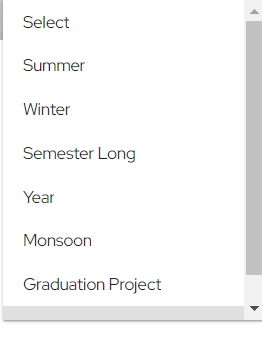 Select
Summer
Winter
Semester Long
Year
Monsoon
Graduation Project